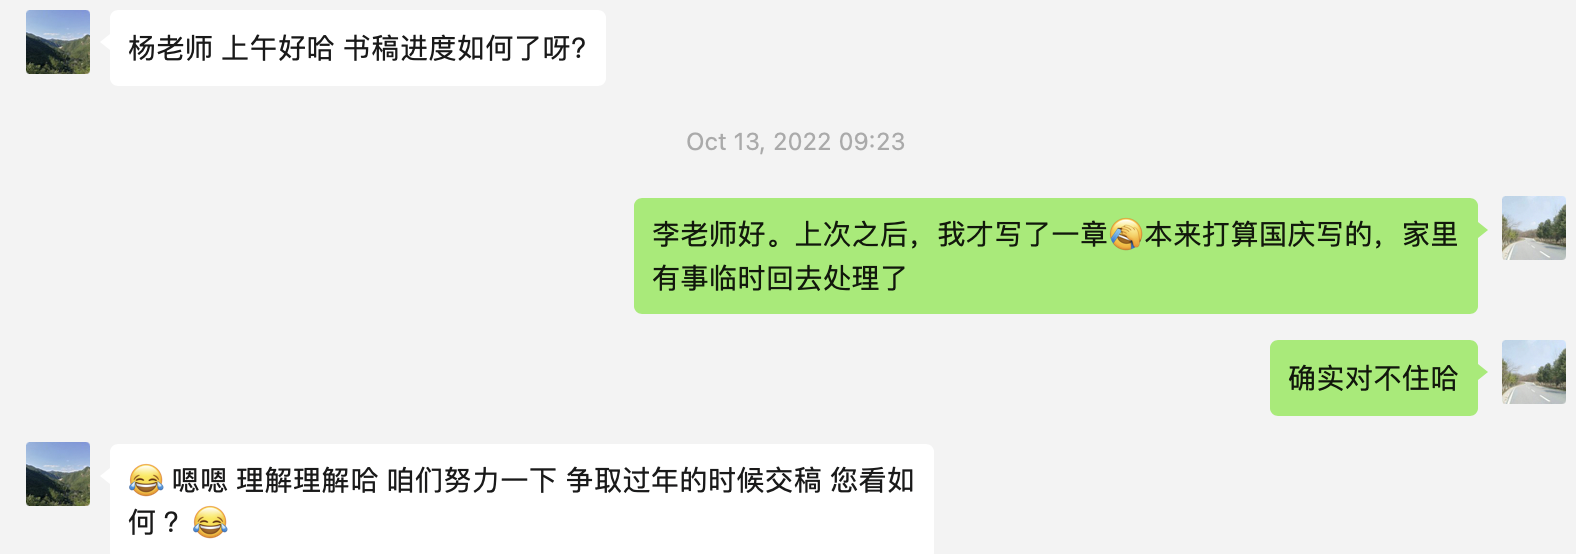 杨老师 上午好哈 书稿进度如何了呀?
Oct 13, 2022 09:23
李老师好。上次之后，我才写了一章🤦本来打算国庆写的，家里
有事临时回去处理了
确实对不住哈
😂 嗯嗯 理解理解哈 咱们努力一下 争取过年的时候交稿 您看如
何？ 😂